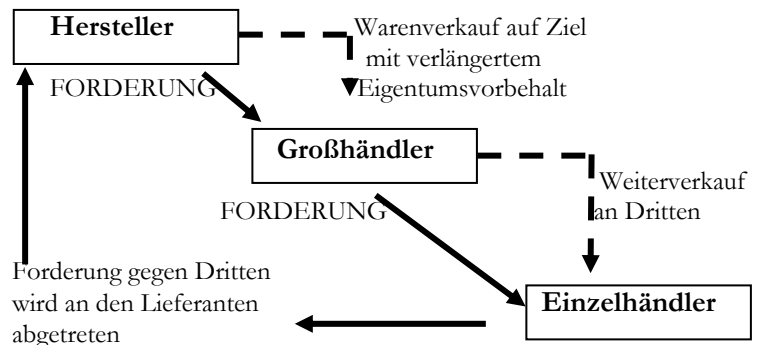 Hersteller
Warenverkauf auf Ziel
mit verlängertem
Eigentumsvorbehalt
FORDERUNG
Großhändler
Weiterverkauf
an Dritten
FORDERUNG
Forderung gegen Dritten
wird an den Lieferanten
abgetreten
Einzelhändler